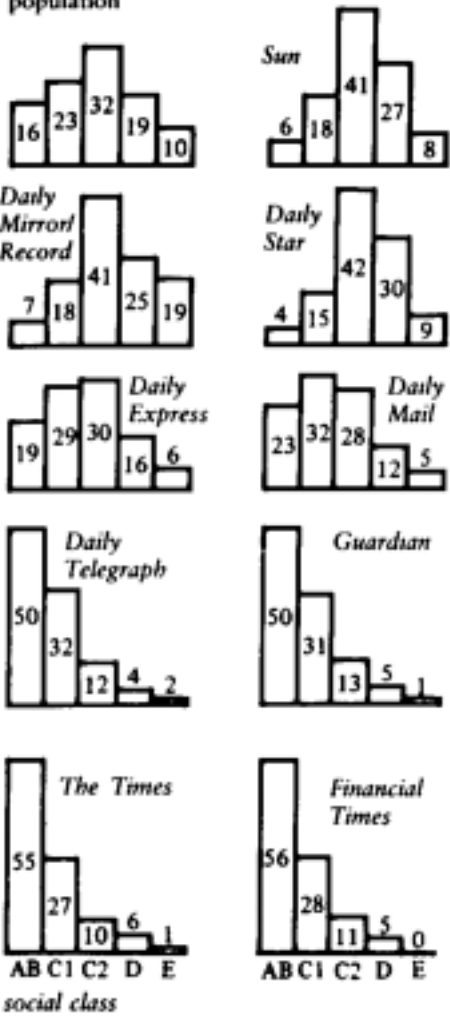 population
16 23 32 19 10
Sun
6 18 41 27 8
Daily
Mirror/
Record
7 18 41 25 19
Daily
Star
4 15 42 30 9
Daily
Express
19 29 30 16 6
Daily
Mail
23 32 28 12 5
Daily
Telegraph
50 32 12 4 2
Guardian
50 31 13 5 1
The Times
55 27 10 6 1
Financial
Times
56 28 11 5 0
AB C1 C2 D E
AB C1 C2 D E
social class